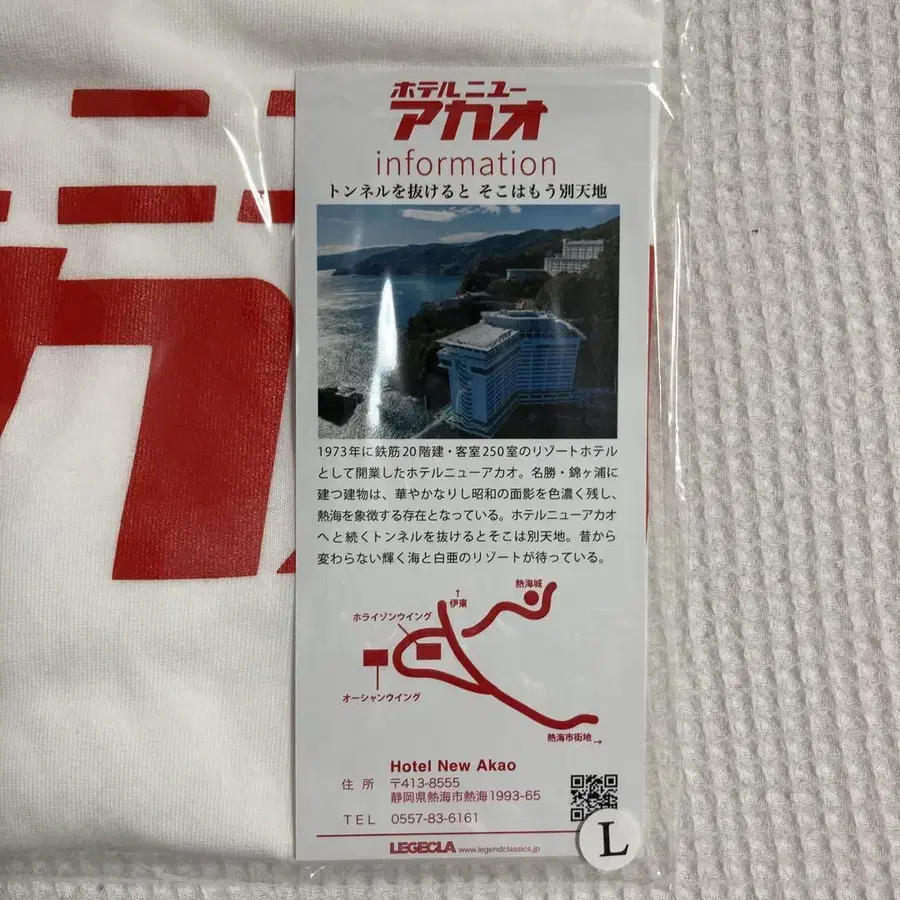 ホテル ニュー
アカオ
information
トンネルを抜けると そこはもう別天地
1973年に鉄筋20階建・客室250室のリゾートホテル
として開業したホテルニューアカオ。名勝・錦ヶ浦に
建つ建物は、華やかなりし昭和の面影を色濃く残し、
熱海を象徴する存在となっている。ホテルニューアカオ
へと続くトンネルを抜けるとそこは別天地。昔から
変わらない輝く海と白亜のリゾートが待っている。
熱海城
↑
伊東
ホライゾンウイング
オーシャンウイング
熱海市街地→
Hotel New Akao
住 所 〒413-8555
静岡県熱海市熱海1993-65
TEL 0557-83-6161
LEGECLA www.legendclassics.jp
L